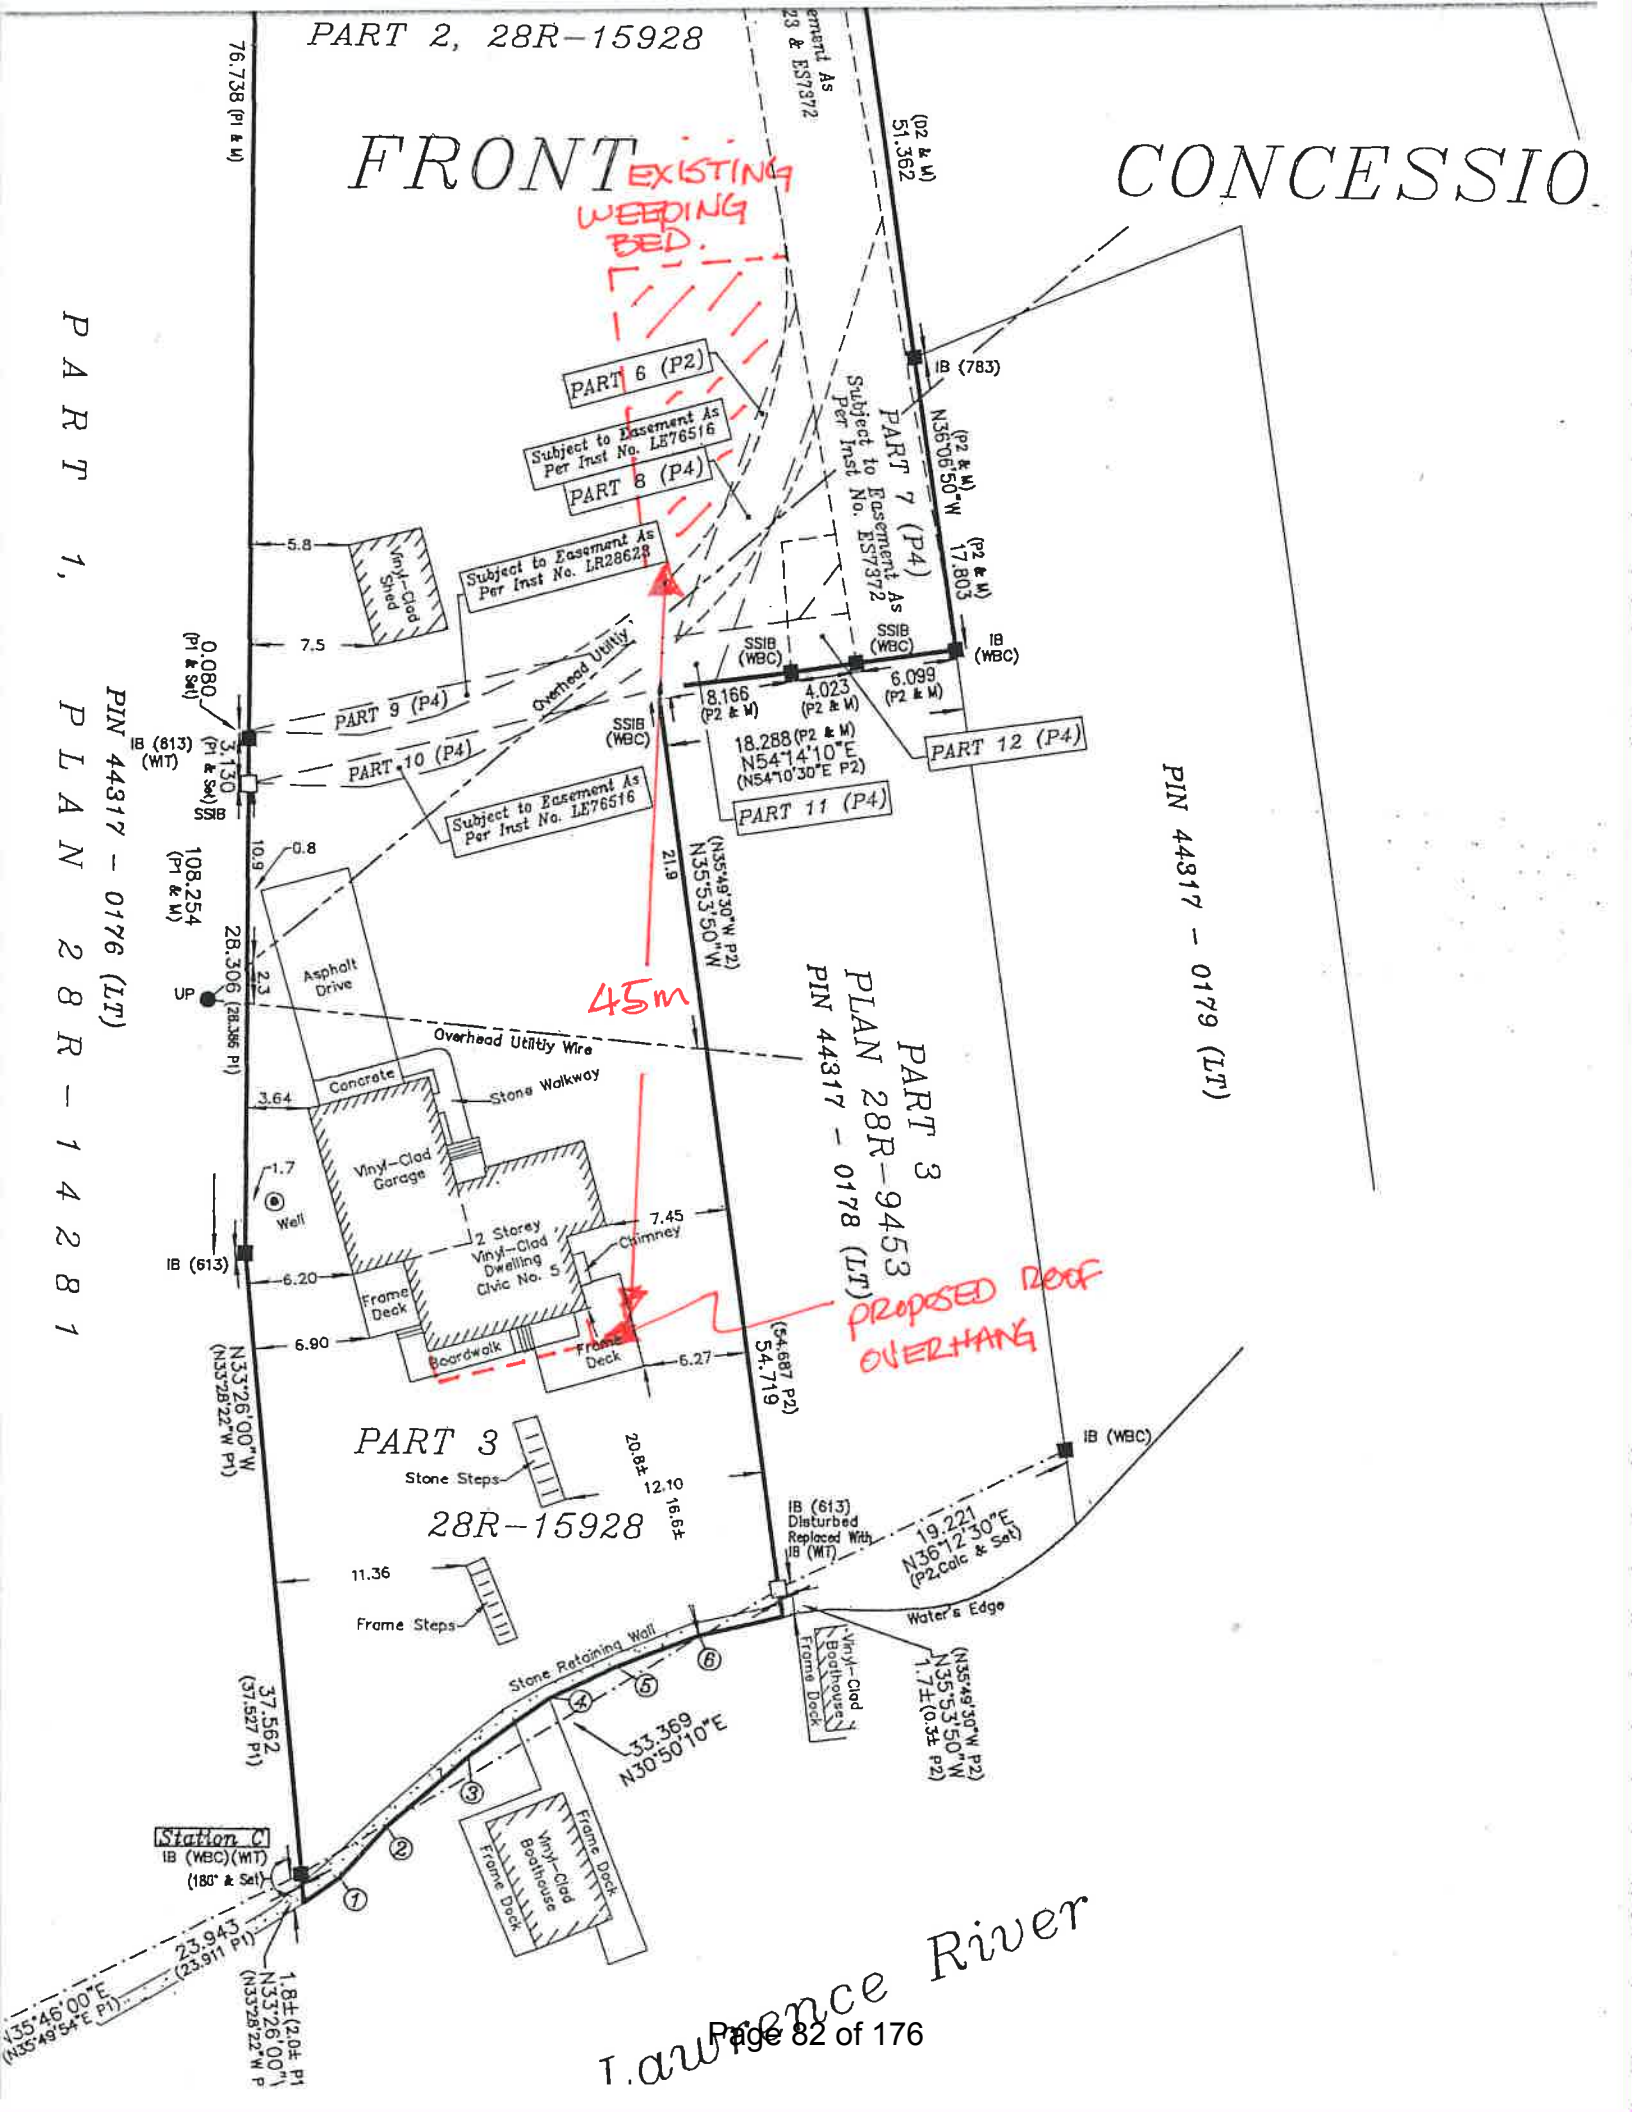 PART 2, 28R-15928
ement As
23 & ES7372
76.738 (P1 & M)
FRONT
CONCESSIO
EXISTING
WEEPING
BED.
(D2 & M)
51.362
PART 6 (P2)
Subject to Easement As
Per Inst No. LE76516
PART 8 (P4)
Subject to Easement As
Per Inst No. LR28628
IB (783)
(P2 & M)
N36°06'50"W
(P2 & M)
17.803
PART 7 (P4)
Subject to Easement As
Per Inst No. ES7372
PART 1, PLAN 28R-14281
PIN 44317 - 0176 (LT)
5.8
Vinyl-Clad
Shed
7.5
0.080
(P1 & Set)
IB (613)
(WIT)
3.130
(P1 & Set)
SSIB
PART 9 (P4)
PART 10 (P4)
Overhead Utility
Subject to Easement As
Per Inst No. LE76516
SSIB
(WBC)
SSIB
(WBC)
SSIB
(WBC)
IB
(WBC)
8.166
(P2 & M)
4.023
(P2 & M)
6.099
(P2 & M)
18.288 (P2 & M)
N54°14'10"E
(N54°10'30"E P2)
PART 12 (P4)
PART 11 (P4)
PIN 44317 - 0179 (LT)
10.9
0.8
108.254
(P1 & M)
28.306 (28.386 P1)
2.3
UP
Asphalt
Drive
21.9
(N35°49'30"W P2)
N35°53'50"W
45m
Overhead Utiltiy Wire
PART 3
PLAN 28R-9453
PIN 44317 - 0178 (LT)
Concrete
Stone Walkway
3.64
Vinyl-Clad
Garage
1.7
Well
IB (613)
2 Storey
Vinyl-Clad
Dwelling
Civic No. 5
7.45
Chimney
6.20
Frame
Deck
6.90
Boardwalk
Frame
Deck
6.27
PROPOSED ROOF
OVERHANG
(54.687 P2)
54.719
N33°26'00"W
(N33°28'22"W P1)
PART 3
Stone Steps
28R-15928
20.8±
12.10
16.6±
IB (WBC)
IB (613)
Disturbed
Replaced With
IB (WIT)
19.221
N36°12'30"E
(P2,Calc & Set)
11.36
Frame Steps
Water's Edge
Stone Retaining Wall
6
5
4
3
2
1
Vinyl-Clad
Boathouse
Frame Dock
(N35°49'30"W P2)
N35°53'50"W
1.7±(0.3± P2)
33.369
N30°50'10"E
37.562
(37.527 P1)
Frame Dock
Vinyl-Clad
Boathouse
Frame Dock
Station C
IB (WBC)(WIT)
(180° & Set)
23.943
(23.911 P1)
N35°46'00"E
(N35°49'54"E P1)
1.8±(2.0± P1
N33°26'00")
(N33°28'22"W P
Lawrence River
Page 82 of 176